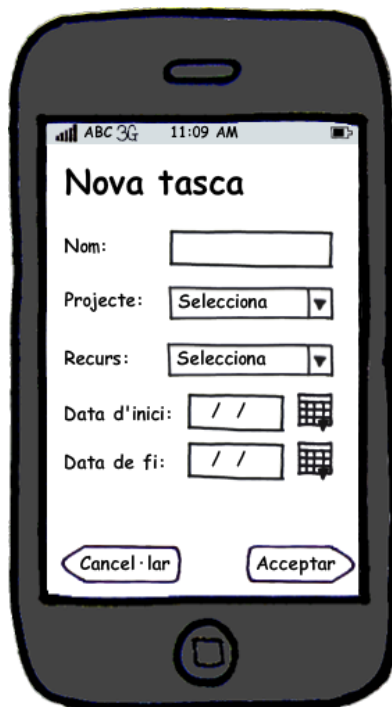 ABC 3G 11:09 AM
Nova tasca
Nom:
Projecte: Selecciona
Recurs: Selecciona
Data d'inici: / /
Data de fi: / /
Cancel·lar Acceptar